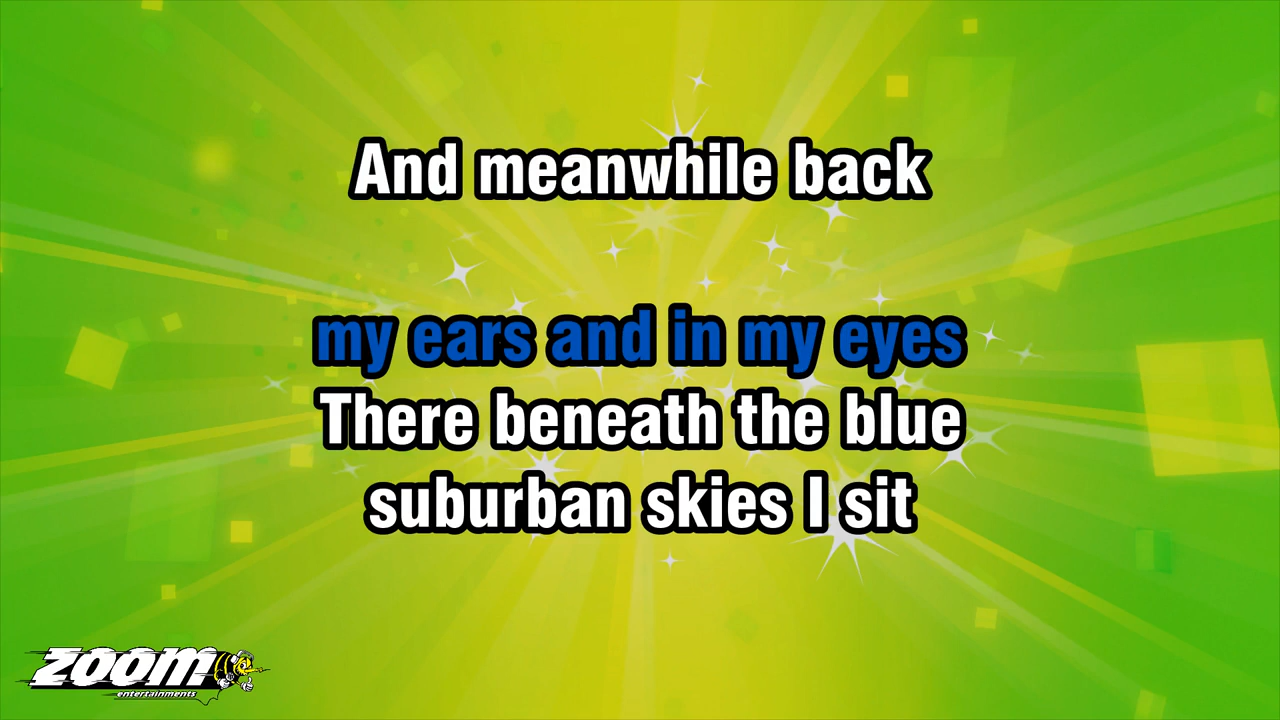 And meanwhile back
my ears and in my eyes
There beneath the blue
suburban skies I sit
zoom
entertainments